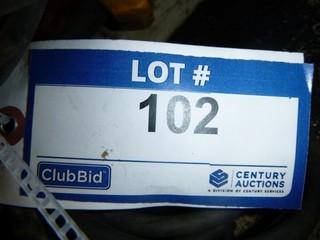 LOT #
102
ClubBid
CENTURY
AUCTIONS
A DIVISION OF CENTURY SERVICES